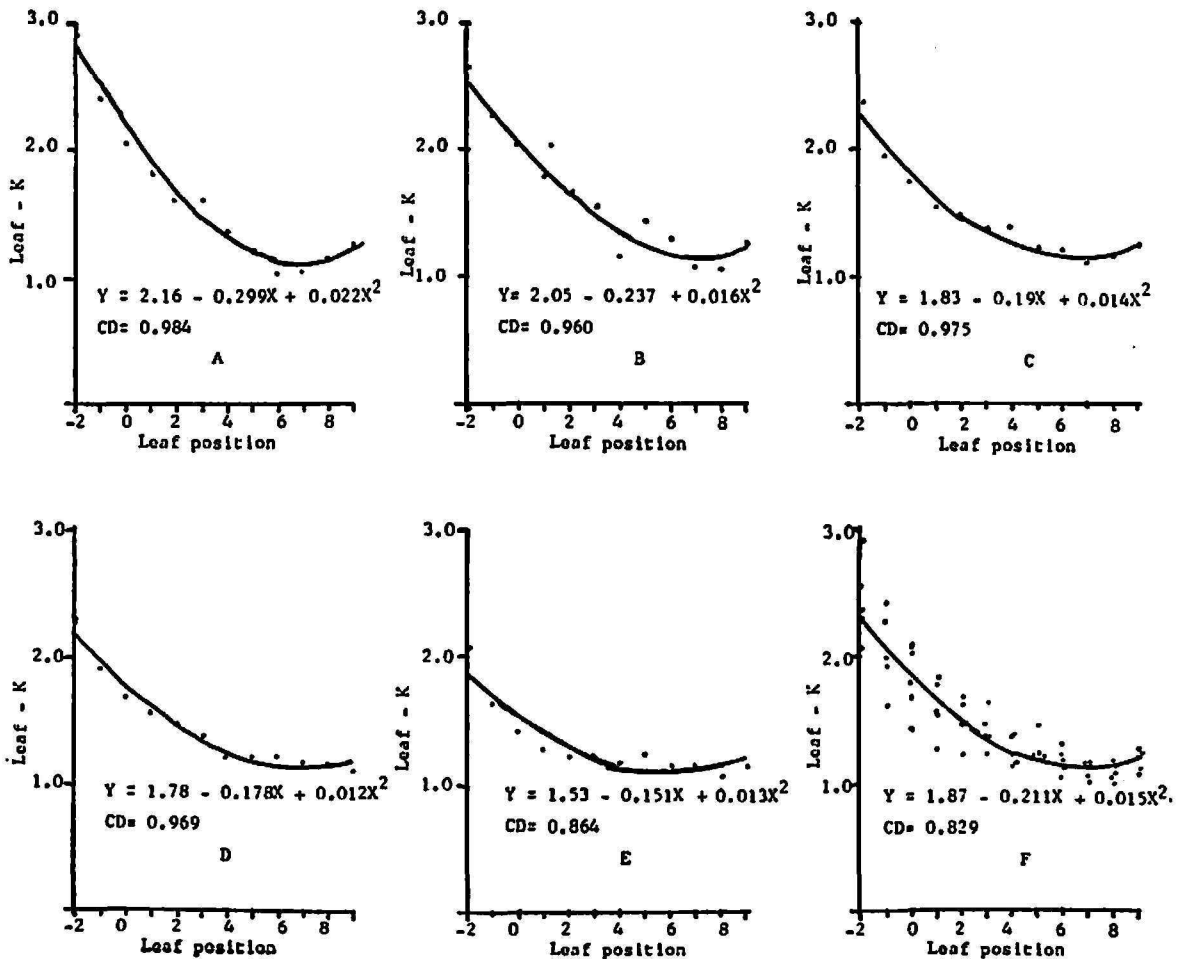 3.0
2.0
1.0
Leaf - K
Y = 2.16 - 0.299X + 0.022X²
CD= 0.984
A
-2 0 2 4 6 8
Leaf position
3.0
2.0
1.0
Leaf - K
Y= 2.05 - 0.237 + 0.016X²
CD= 0.960
B
-2 0 2 4 6 8
Leaf position
3.0
2.0
1.0
Leaf - K
Y = 1.83 - 0.19X + 0.014X²
CD= 0.975
C
-2 0 2 4 6 8
Leaf position
3.0
2.0
1.0
Leaf - K
Y = 1.78 - 0.178X + 0.012X²
CD= 0.969
D
-2 0 2 4 6 8
Leaf position
3.0
2.0
1.0
Leaf - K
Y = 1.53 - 0.151X + 0.013X²
CD= 0.864
E
-2 0 2 4 6 8
Leaf position
3.0
2.0
1.0
Leaf - K
Y = 1.87 - 0.211X + 0.015X².
CD= 0.829
F
-2 0 2 4 6 8
Leaf position